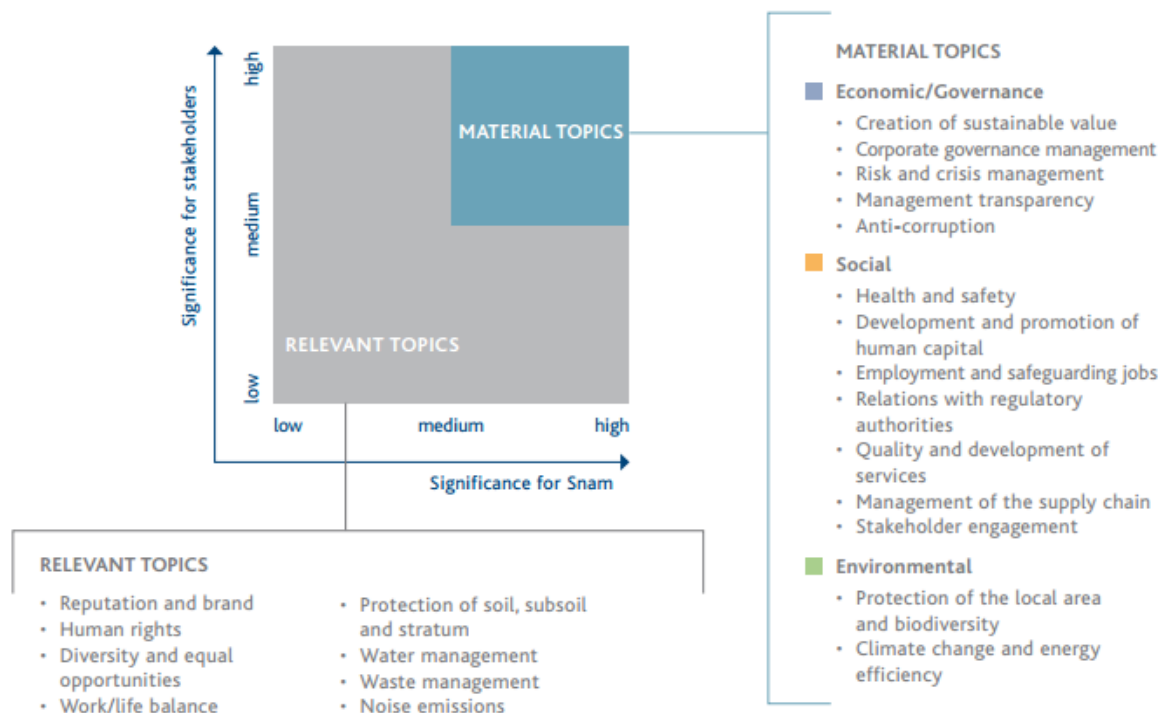 high
medium
low
Significance for stakeholders
MATERIAL TOPICS
RELEVANT TOPICS
low medium high
Significance for Snam
MATERIAL TOPICS
Economic/Governance
• Creation of sustainable value
• Corporate governance management
• Risk and crisis management
• Management transparency
• Anti-corruption
Social
• Health and safety
• Development and promotion of
human capital
• Employment and safeguarding jobs
• Relations with regulatory
authorities
• Quality and development of
services
• Management of the supply chain
• Stakeholder engagement
Environmental
• Protection of the local area
and biodiversity
• Climate change and energy
efficiency
RELEVANT TOPICS
• Reputation and brand
• Human rights
• Diversity and equal
opportunities
• Work/life balance
• Protection of soil, subsoil
and stratum
• Water management
• Waste management
• Noise emissions